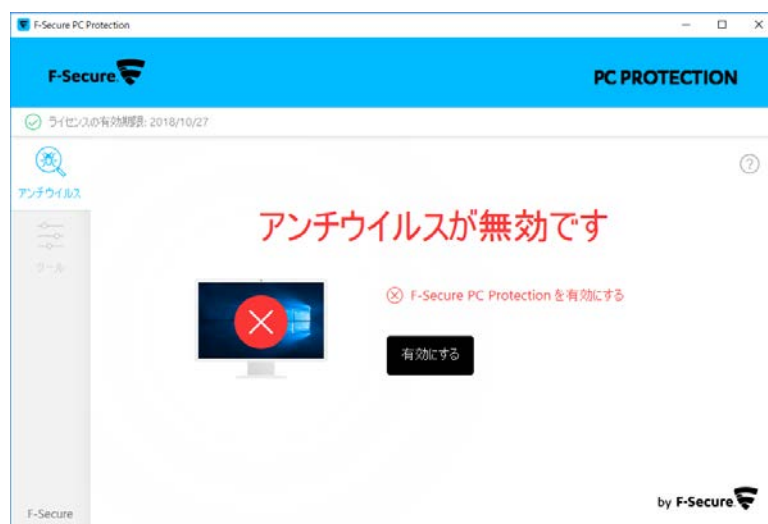 F-Secure PC Protection
F-Secure
PC PROTECTION
ライセンスの有効期限: 2018/10/27
アンチウイルス
アンチウイルスが無効です
ツール
F-Secure PC Protection を有効にする
有効にする
by F-Secure
F-Secure